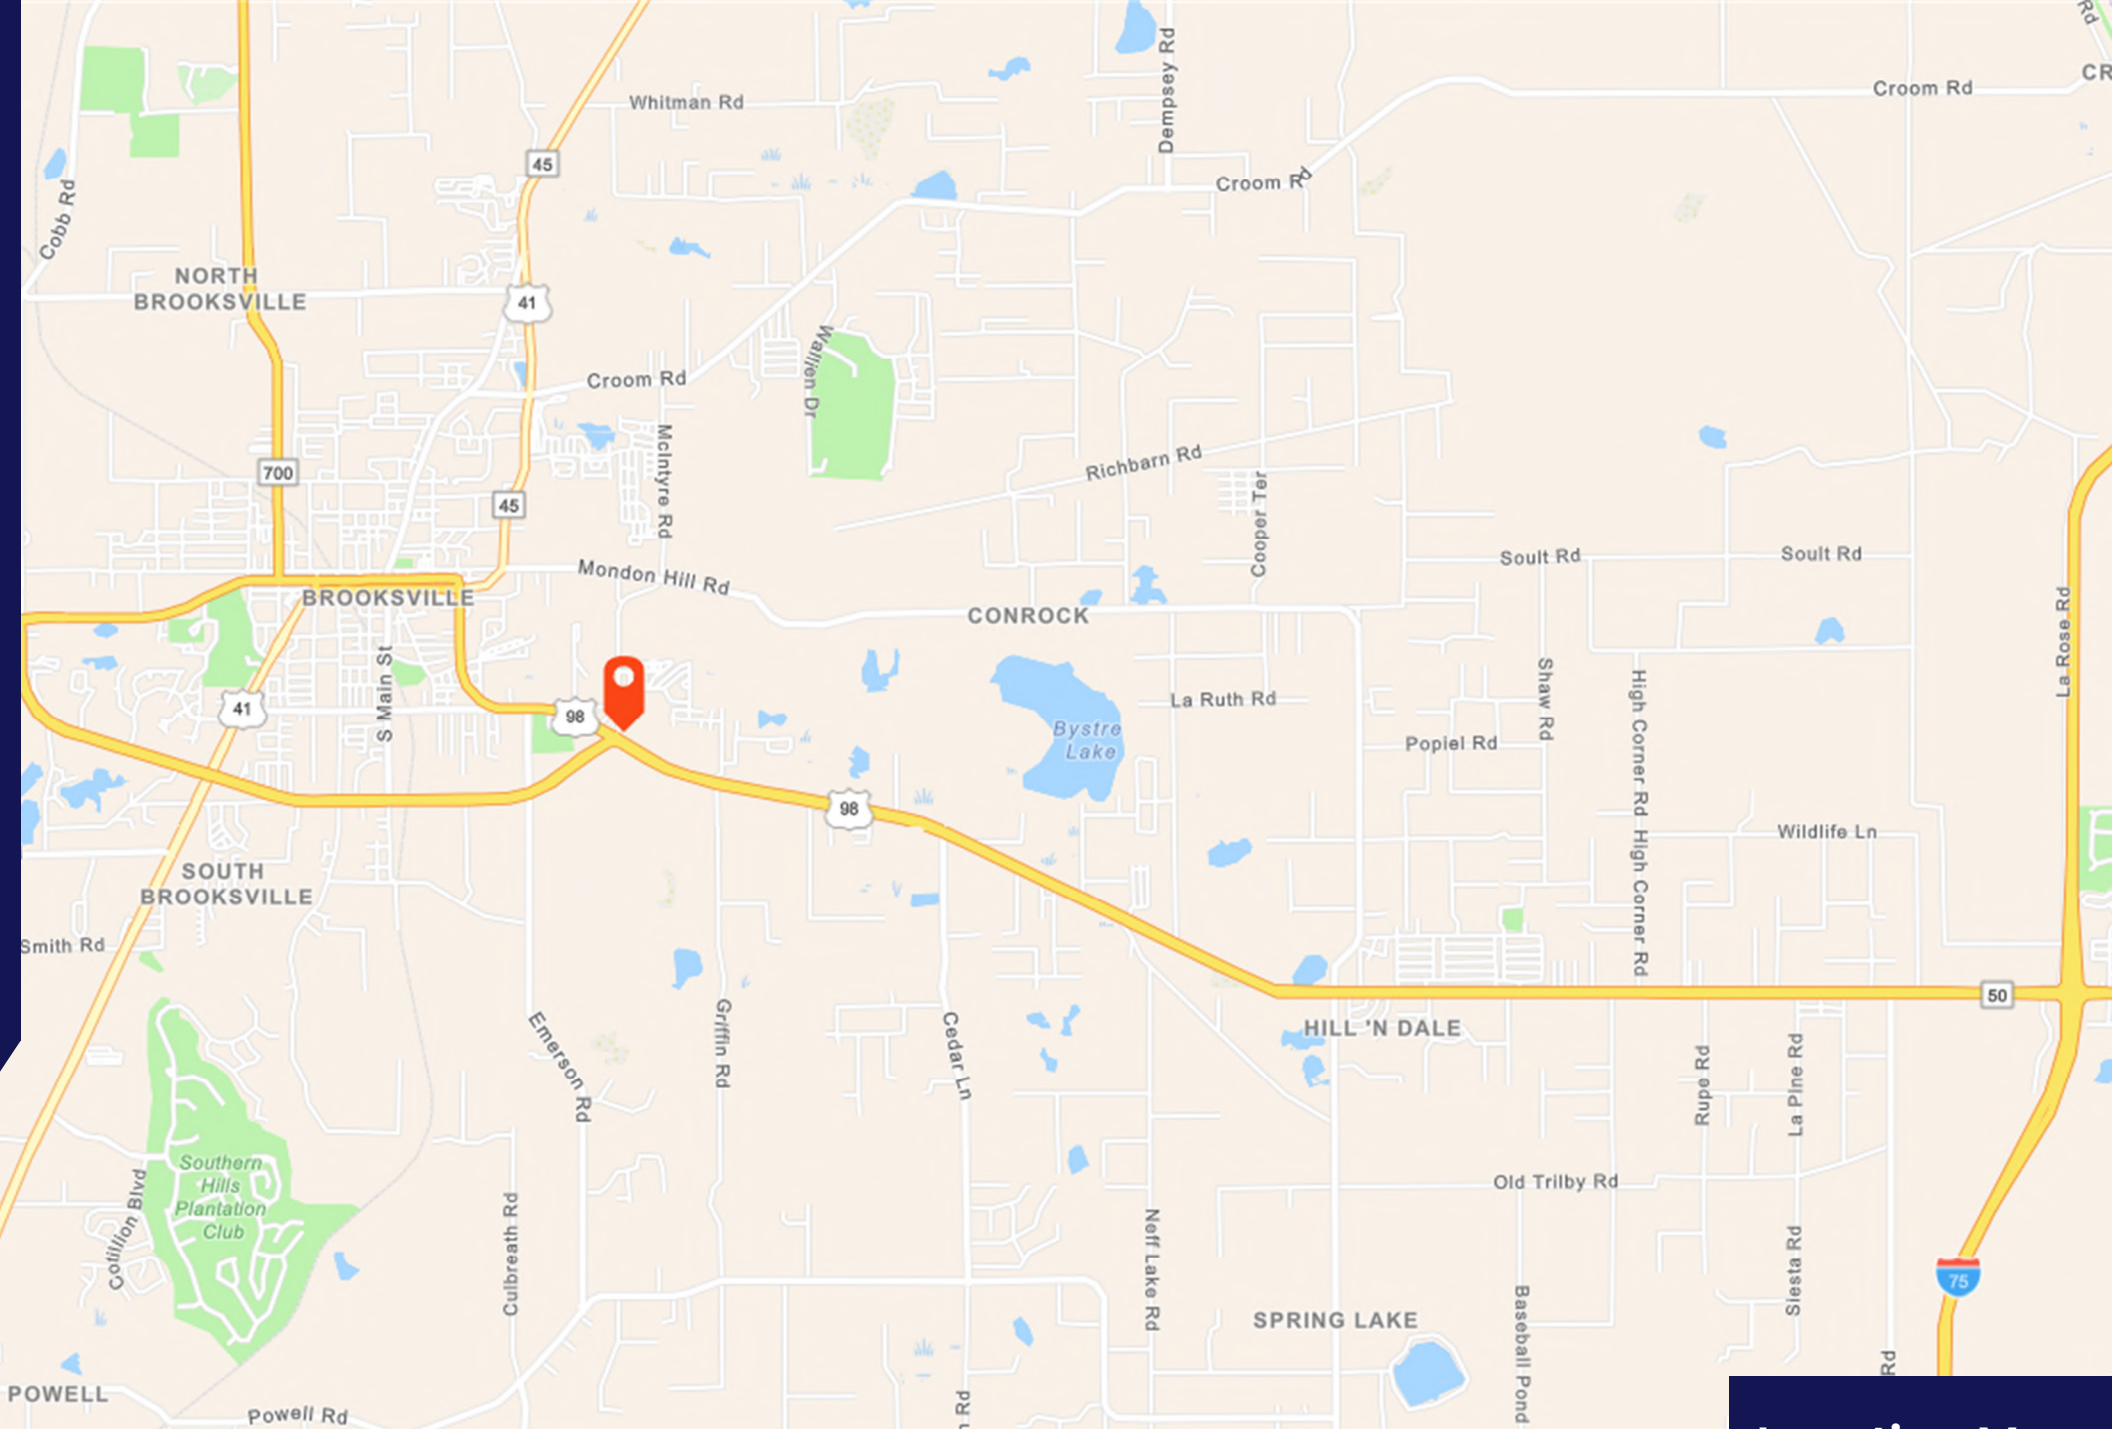 Rd
CR
Croom Rd
Whitman Rd
Dempsey Rd
45
Croom Rd
Cobb Rd
NORTH
BROOKSVILLE
41
Wallien Dr
Croom Rd
McIntyre Rd
700
Richbarn Rd
Cooper Ter
45
Soult Rd
Soult Rd
Mondon Hill Rd
BROOKSVILLE
CONROCK
La Rose Rd
S Main St
41
98
La Ruth Rd
Shaw Rd
High Corner Rd
Bystre
Lake
Popiel Rd
98
Wildlife Ln
High Corner Rd
SOUTH
BROOKSVILLE
Smith Rd
50
HILL 'N DALE
Emerson Rd
Griffin Rd
Cedar Ln
Rupe Rd
La Pine Rd
Southern
Hills
Plantation
Club
Cotillion Blvd
Culbreath Rd
Old Trilby Rd
Neff Lake Rd
Siesta Rd
75
SPRING LAKE
Baseball Pond
Rd
POWELL
Powell Rd
Rd